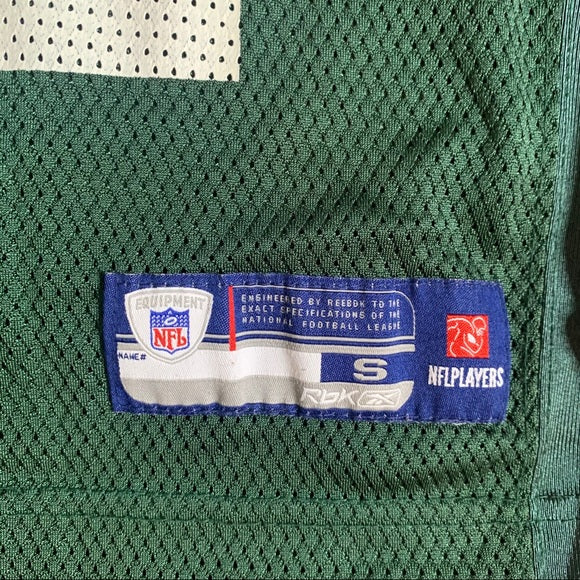 EQUIPMENT
NFL
NAME#
ENGINEERED BY REEBOK TO THE
EXACT SPECIFICATIONS OF THE
NATIONAL FOOTBALL LEAGUE
S
RBK
NFLPLAYERS